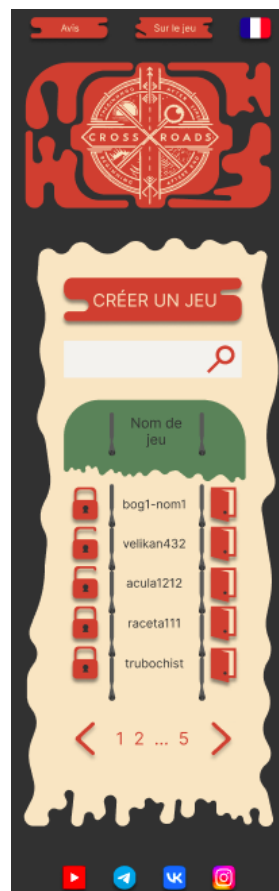 Avis
Sur le jeu
CROSS ROADS
CRÉER UN JEU
Nom de
jeu
bog1-nom1
velikan432
acula1212
raceta111
trubochist
1 2 ... 5